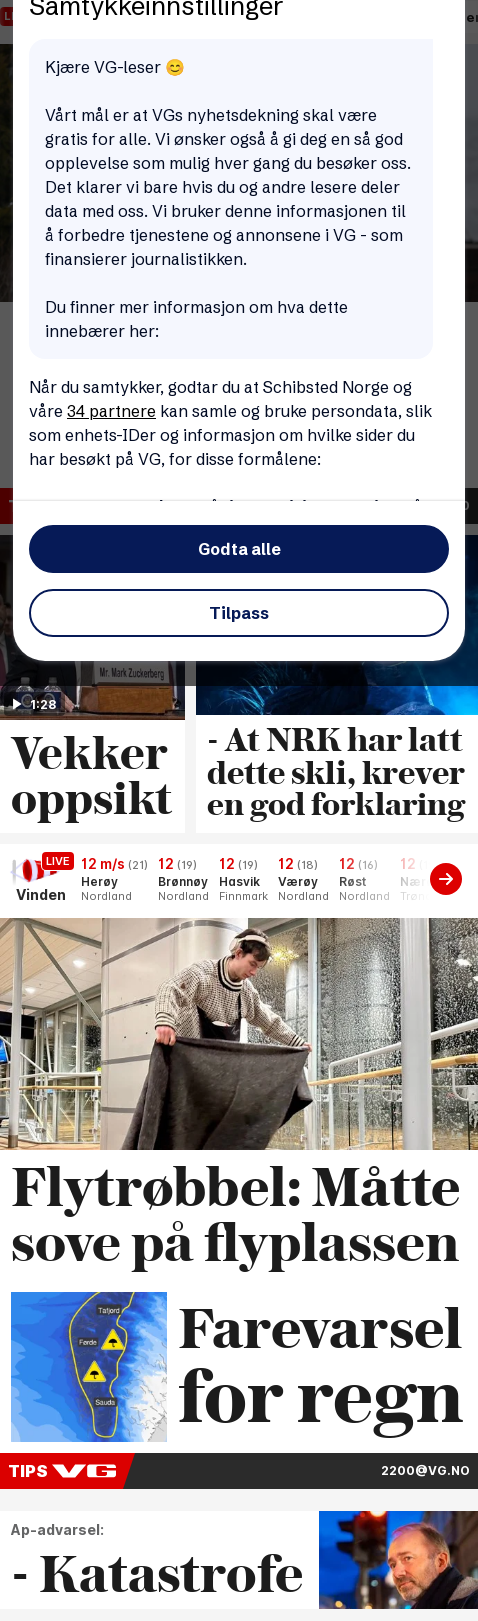 Samtykkeinnstillinger
Kjære VG-leser 😊
Vårt mål er at VGs nyhetsdekning skal være
gratis for alle. Vi ønsker også å gi deg en så god
opplevelse som mulig hver gang du besøker oss.
Det klarer vi bare hvis du og andre lesere deler
data med oss. Vi bruker denne informasjonen til
å forbedre tjenestene og annonsene i VG - som
finansierer journalistikken.
Du finner mer informasjon om hva dette
innebærer her:
Når du samtykker, godtar du at Schibsted Norge og
våre 34 partnere kan samle og bruke persondata, slik
som enhets-IDer og informasjon om hvilke sider du
har besøkt på VG, for disse formålene:
Godta alle
Tilpass
Mr. Mark Zuckerberg
1:28
Vekker
oppsikt
- At NRK har latt
dette skli, krever
en god forklaring
LIVE
Vinden
12 m/s (21)
Herøy
Nordland
12 (19)
Brønnøy
Nordland
12 (19)
Hasvik
Finnmark
12 (18)
Værøy
Nordland
12 (16)
Røst
Nordland
12
Flytrøbbel: Måtte
sove på flyplassen
Tafjord
Førde
Sauda
Farevarsel
for regn
TIPS VG
2200@VG.NO
Ap-advarsel:
- Katastrofe